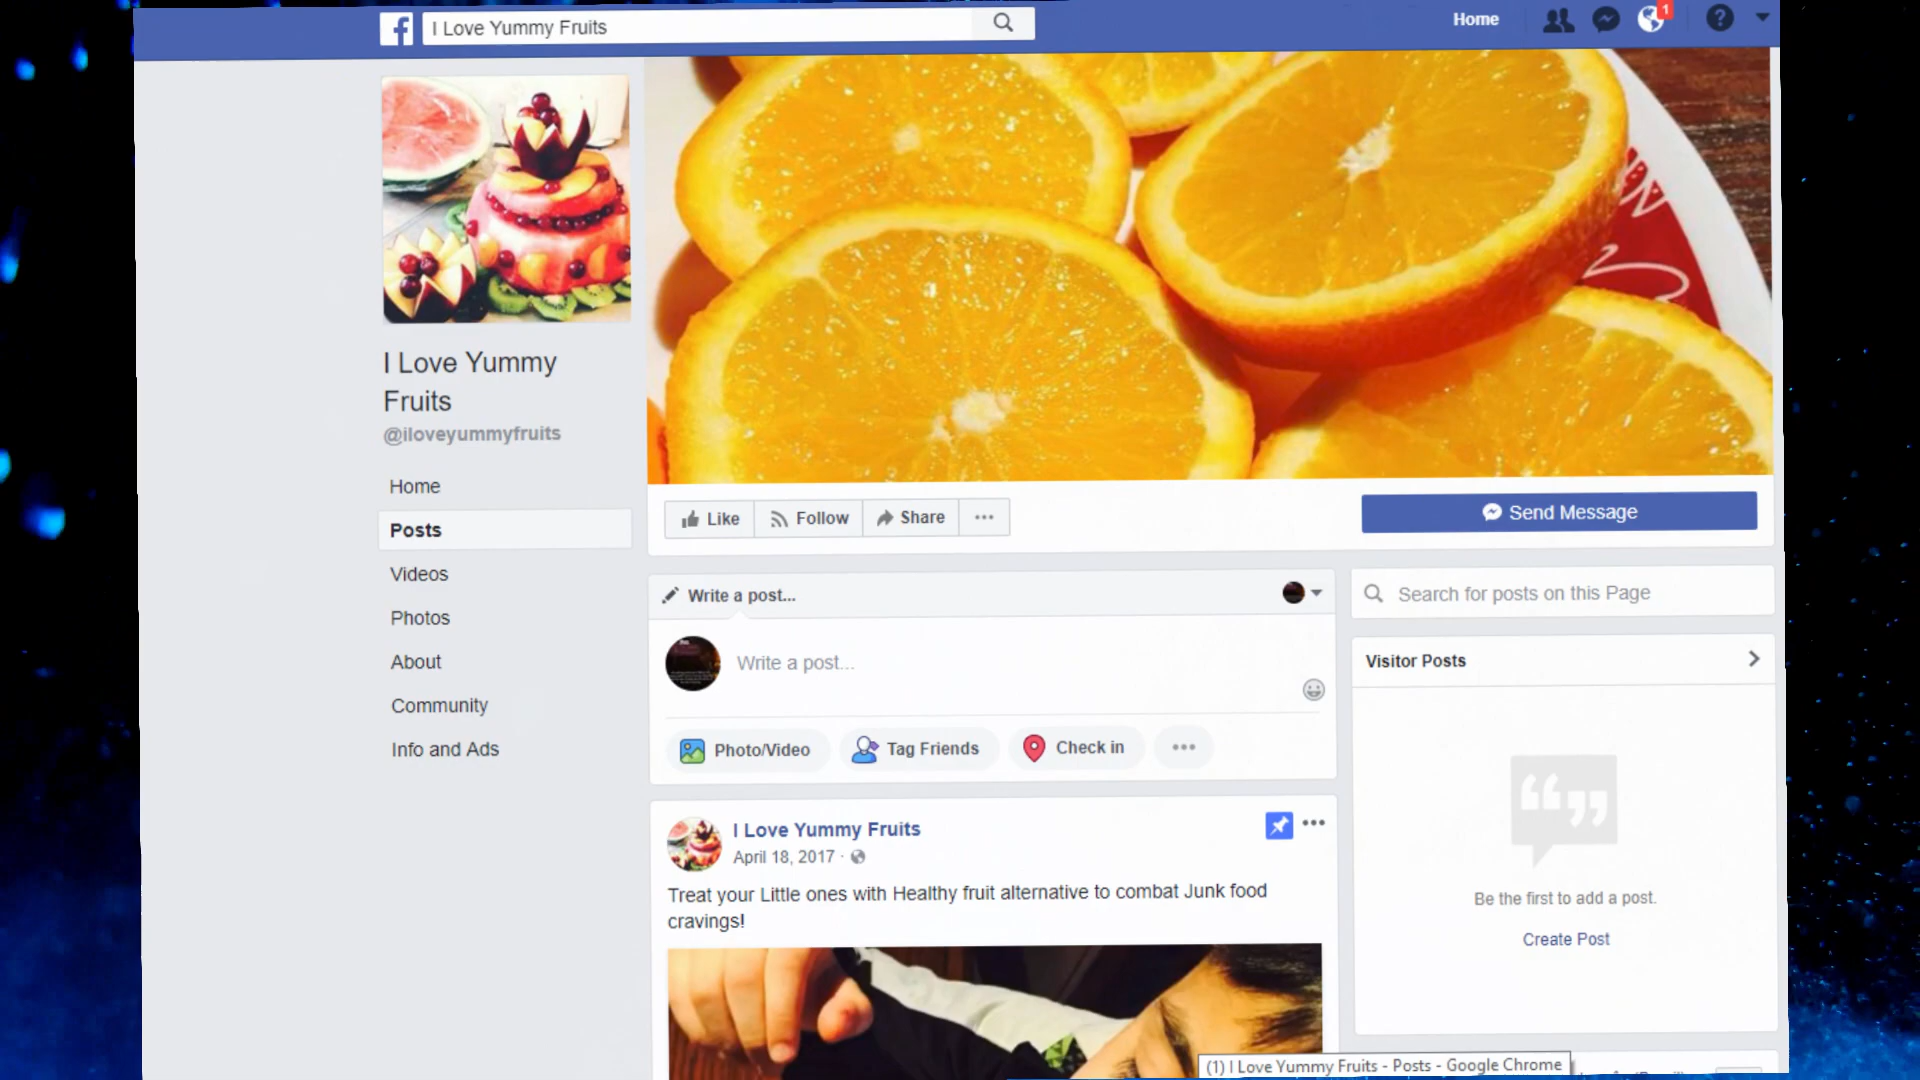 I Love Yummy Fruits
Home
1
I Love Yummy
Fruits
@iloveyummyfruits
Home
Posts
Videos
Photos
About
Community
Info and Ads
Like
Follow
Share
Send Message
Write a post...
Write a post...
Photo/Video
Tag Friends
Check in
Search for posts on this Page
Visitor Posts
Be the first to add a post.
Create Post
I Love Yummy Fruits
April 18, 2017 ·
Treat your Little ones with Healthy fruit alternative to combat Junk food
cravings!
(1) I Love Yummy Fruits - Posts - Google Chrome